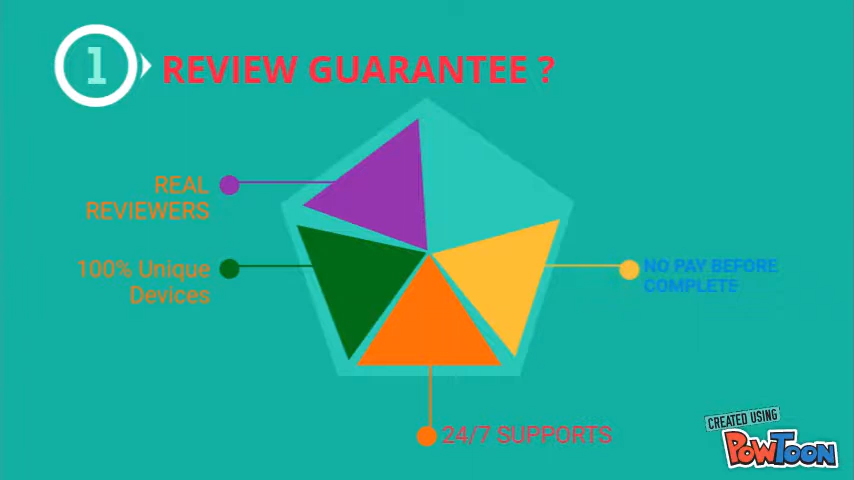 1
REVIEW GUARANTEE ?
REAL
REVIEWERS
100% Unique
Devices
NO PAY BEFORE
COMPLETE
24/7 SUPPORTS
CREATED USING
POWTOON